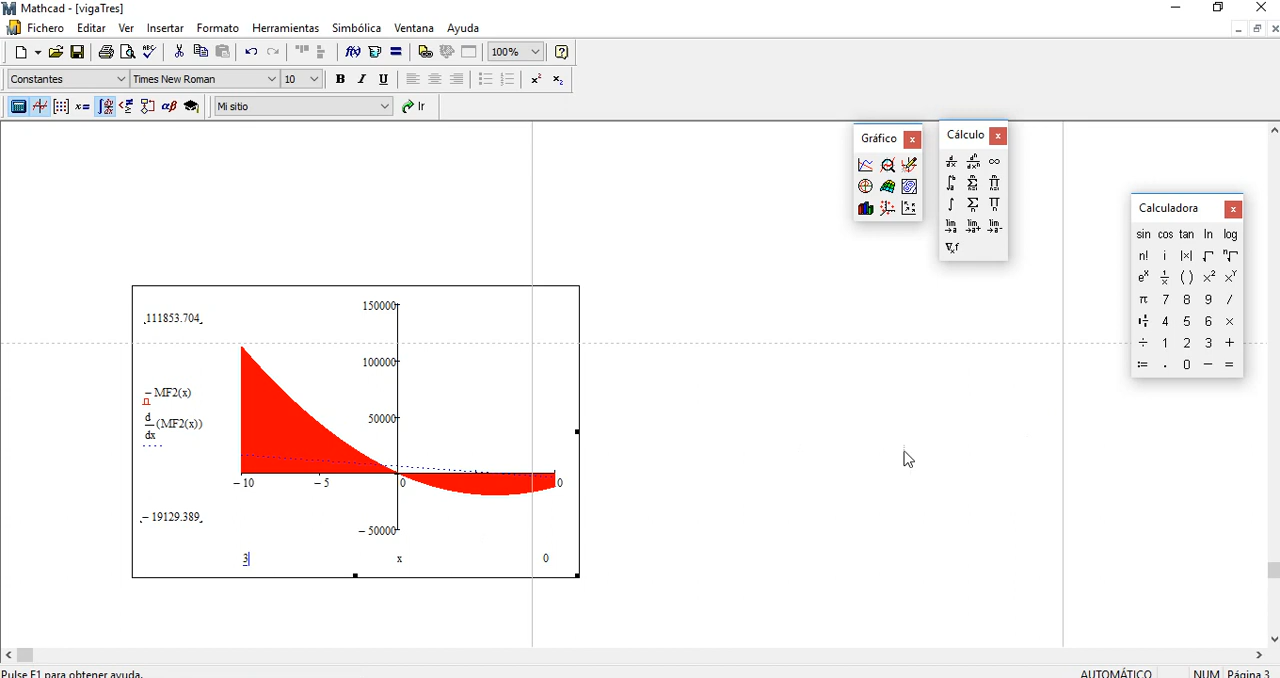 Mathcad - [vigaTres]
Fichero Editar Ver Insertar Formato Herramientas Simbólica Ventana Ayuda
100%
Constantes Times New Roman 10 B I U
Mi sitio Ir
Gráfico
Cálculo
Calculadora
sin cos tan ln log
n! i |×|
e^x 1/x ( ) ×² ×^Y
π 7 8 9 /
4 5 6 ×
÷ 1 2 3 +
:= . 0 − =
111853.704
150000
100000
− MF2(x)
50000
d/dx (MF2(x))
− 10 − 5 0 0
− 19129.389
− 50000
3 x 0
Pulse F1 para obtener ayuda.
AUTOMÁTICO NUM Página 3